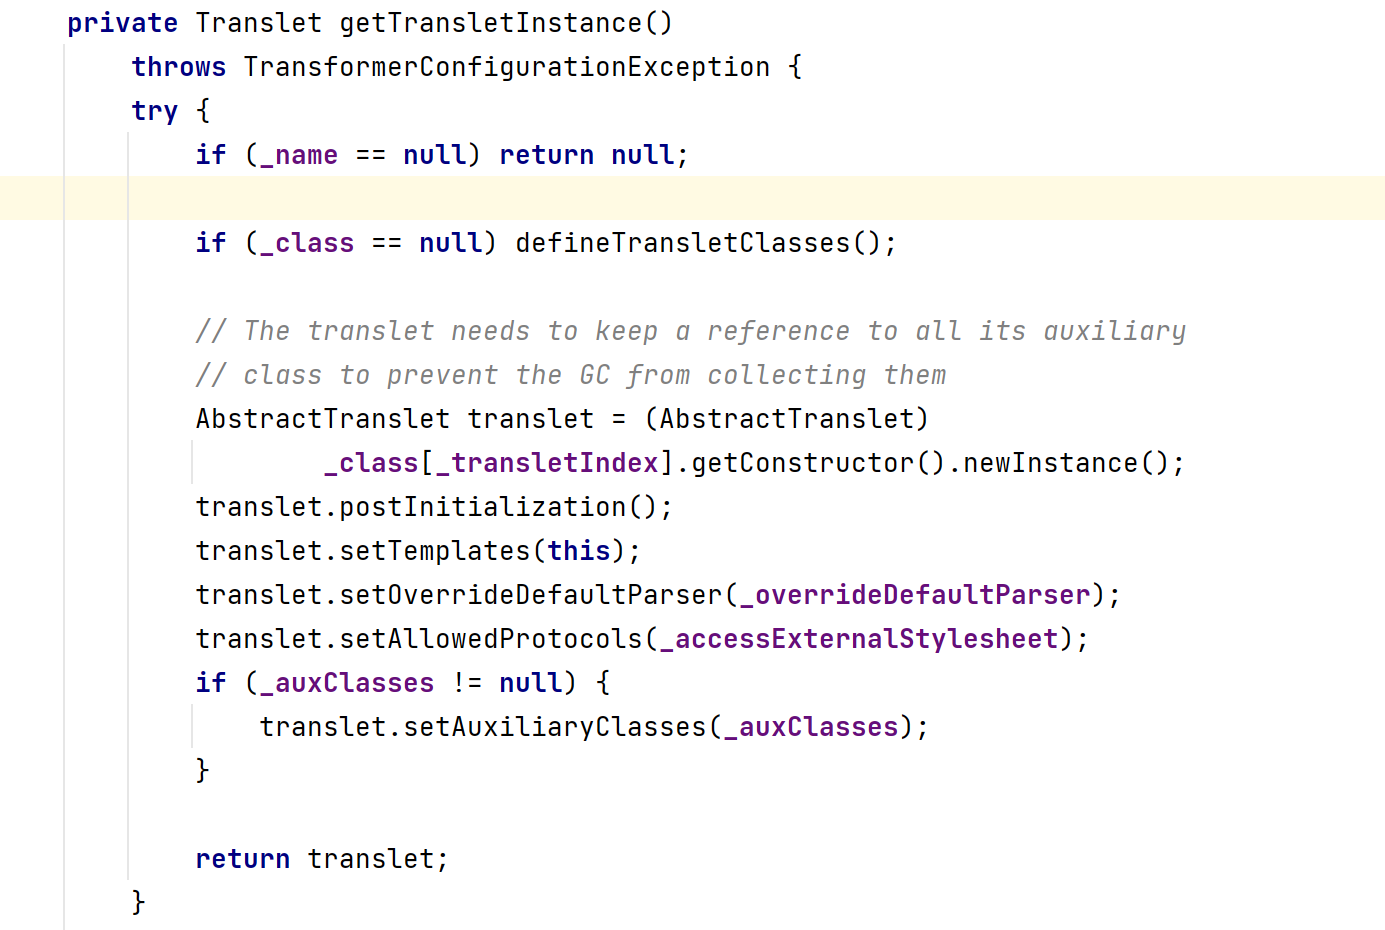 private Translet getTransletInstance()
    throws TransformerConfigurationException {
    try {
        if (_name == null) return null;

        if (_class == null) defineTransletClasses();

        // The translet needs to keep a reference to all its auxiliary
        // class to prevent the GC from collecting them
        AbstractTranslet translet = (AbstractTranslet)
                _class[_transletIndex].getConstructor().newInstance();
        translet.postInitialization();
        translet.setTemplates(this);
        translet.setOverrideDefaultParser(_overrideDefaultParser);
        translet.setAllowedProtocols(_accessExternalStylesheet);
        if (_auxClasses != null) {
            translet.setAuxiliaryClasses(_auxClasses);
        }

        return translet;
    }